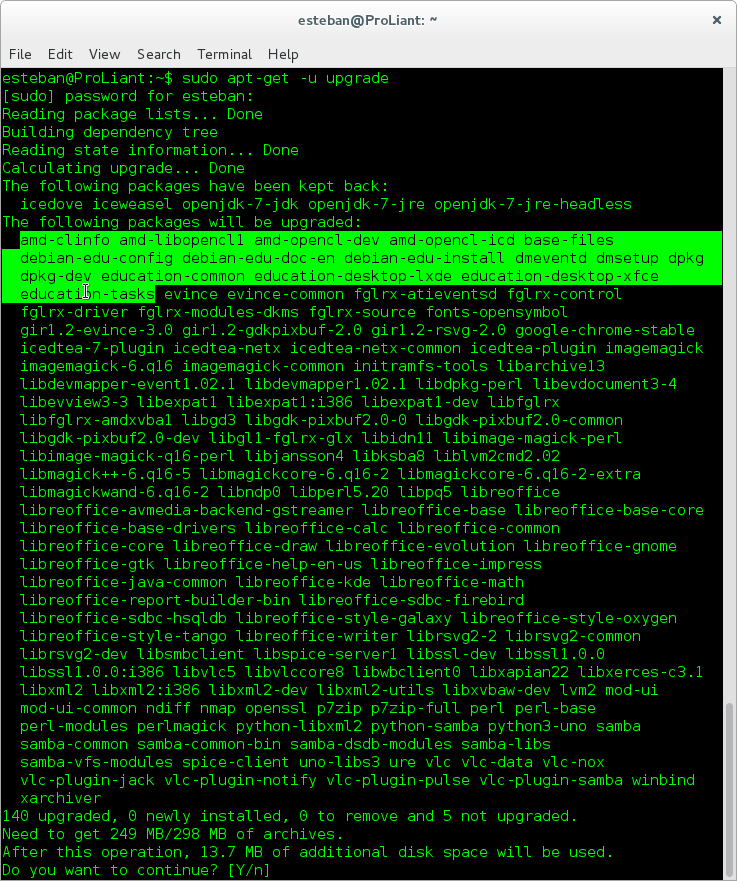 esteban@ProLiant: ~
File Edit View Search Terminal Help
esteban@ProLiant:~$ sudo apt-get -u upgrade
[sudo] password for esteban:
Reading package lists... Done
Building dependency tree
Reading state information... Done
Calculating upgrade... Done
The following packages have been kept back:
  icedove iceweasel openjdk-7-jdk openjdk-7-jre openjdk-7-jre-headless
The following packages will be upgraded:
  amd-clinfo amd-libopencl1 amd-opencl-dev amd-opencl-icd base-files
  debian-edu-config debian-edu-doc-en debian-edu-install dmeventd dmsetup dpkg
  dpkg-dev education-common education-desktop-lxde education-desktop-xfce
  education-tasks evince evince-common fglrx-atieventsd fglrx-control
  fglrx-driver fglrx-modules-dkms fglrx-source fonts-opensymbol
  gir1.2-evince-3.0 gir1.2-gdkpixbuf-2.0 gir1.2-rsvg-2.0 google-chrome-stable
  icedtea-7-plugin icedtea-netx icedtea-netx-common icedtea-plugin imagemagick
  imagemagick-6.q16 imagemagick-common initramfs-tools libarchive13
  libdevmapper-event1.02.1 libdevmapper1.02.1 libdpkg-perl libevdocument3-4
  libevview3-3 libexpat1 libexpat1:i386 libexpat1-dev libfglrx
  libfglrx-amdxvba1 libgd3 libgdk-pixbuf2.0-0 libgdk-pixbuf2.0-common
  libgdk-pixbuf2.0-dev libgl1-fglrx-glx libidn11 libimage-magick-perl
  libimage-magick-q16-perl libjansson4 libksba8 liblvm2cmd2.02
  libmagick++-6.q16-5 libmagickcore-6.q16-2 libmagickcore-6.q16-2-extra
  libmagickwand-6.q16-2 libndp0 libperl5.20 libpq5 libreoffice
  libreoffice-avmedia-backend-gstreamer libreoffice-base libreoffice-base-core
  libreoffice-base-drivers libreoffice-calc libreoffice-common
  libreoffice-core libreoffice-draw libreoffice-evolution libreoffice-gnome
  libreoffice-gtk libreoffice-help-en-us libreoffice-impress
  libreoffice-java-common libreoffice-kde libreoffice-math
  libreoffice-report-builder-bin libreoffice-sdbc-firebird
  libreoffice-sdbc-hsqldb libreoffice-style-galaxy libreoffice-style-oxygen
  libreoffice-style-tango libreoffice-writer librsvg2-2 librsvg2-common
  librsvg2-dev libsmbclient libspice-server1 libssl-dev libssl1.0.0
  libssl1.0.0:i386 libvlc5 libvlccore8 libwbclient0 libxapian22 libxerces-c3.1
  libxml2 libxml2:i386 libxml2-dev libxml2-utils libxvbaw-dev lvm2 mod-ui
  mod-ui-common ndiff nmap openssl p7zip p7zip-full perl perl-base
  perl-modules perlmagick python-libxml2 python-samba python3-uno samba
  samba-common samba-common-bin samba-dsdb-modules samba-libs
  samba-vfs-modules spice-client uno-libs3 ure vlc vlc-data vlc-nox
  vlc-plugin-jack vlc-plugin-notify vlc-plugin-pulse vlc-plugin-samba winbind
  xarchiver
140 upgraded, 0 newly installed, 0 to remove and 5 not upgraded.
Need to get 249 MB/298 MB of archives.
After this operation, 13.7 MB of additional disk space will be used.
Do you want to continue? [Y/n]